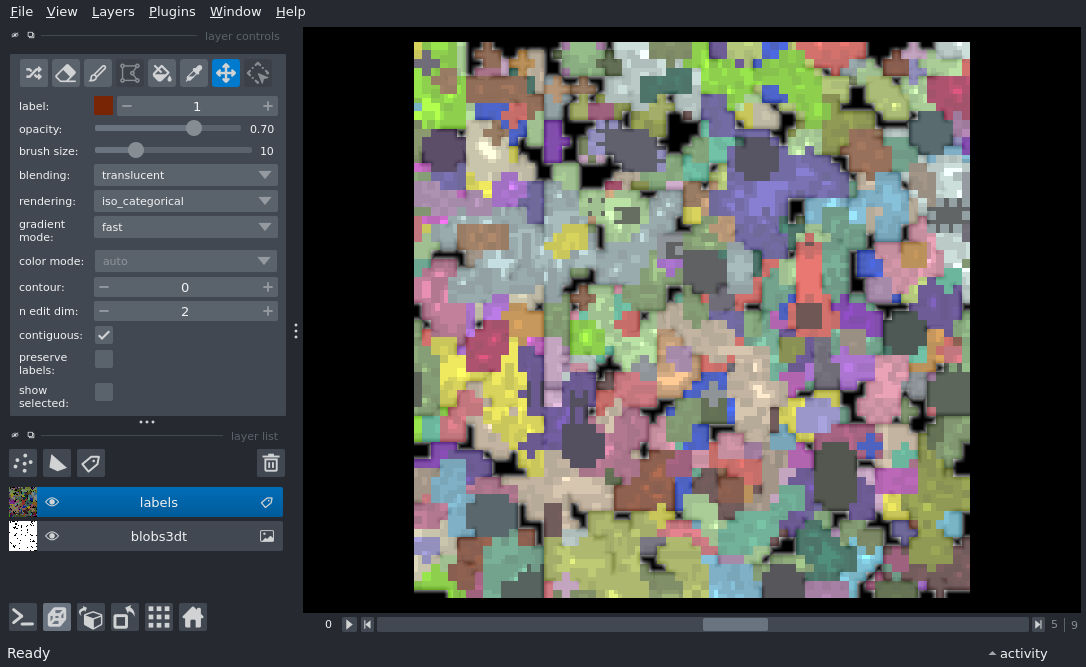 File View Layers Plugins Window Help
layer controls
label: 1
opacity: 0.70
brush size: 10
blending: translucent
rendering: iso_categorical
gradient
mode: fast
color mode: auto
contour: 0
n edit dim: 2
contiguous:
preserve
labels:
show
selected:
layer list
labels
blobs3dt
0 5 9
Ready activity